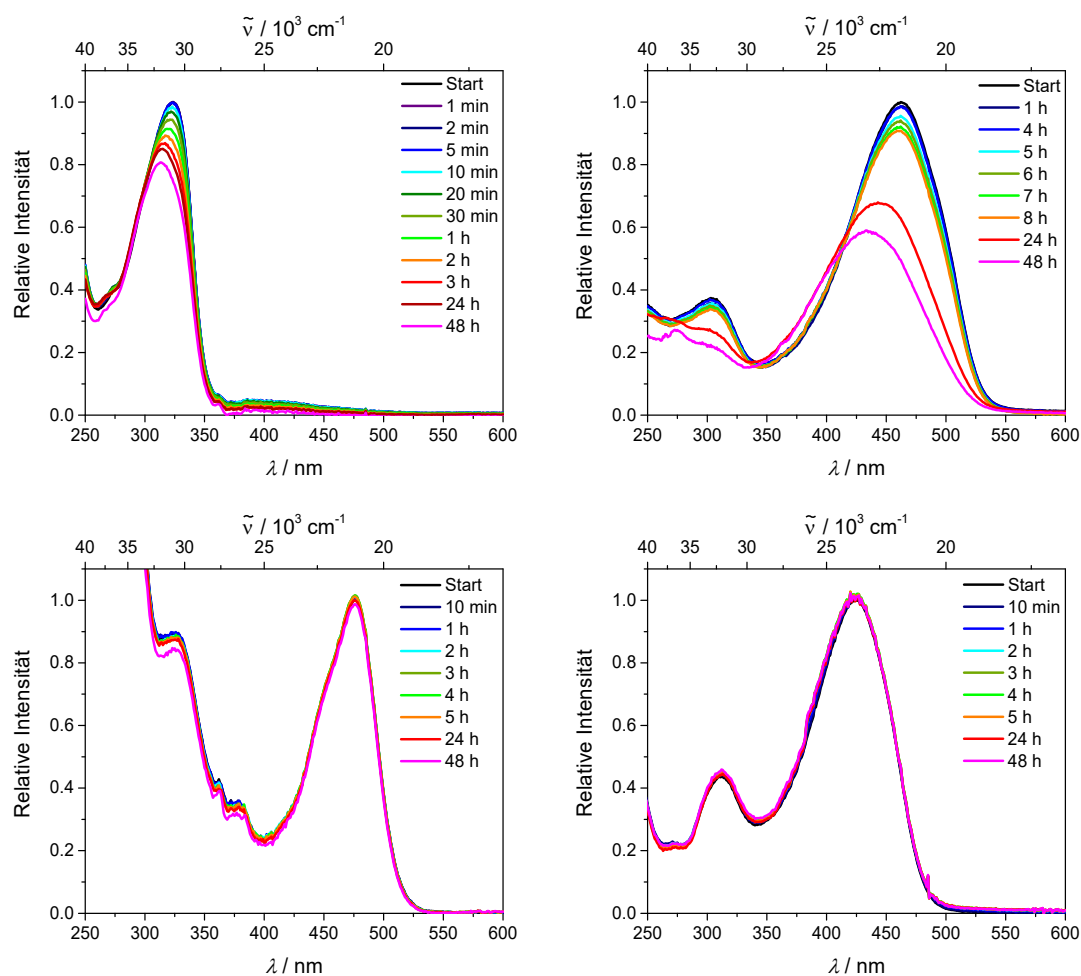 ṽ / 10³ cm⁻¹
40 35 30 25 20
Relative Intensität
1.0
0.8
0.6
0.4
0.2
0.0
Start
1 min
2 min
5 min
10 min
20 min
30 min
1 h
2 h
3 h
24 h
48 h
250 300 350 400 450 500 550 600
λ / nm
ṽ / 10³ cm⁻¹
40 35 30 25 20
Relative Intensität
1.0
0.8
0.6
0.4
0.2
0.0
Start
1 h
4 h
5 h
6 h
7 h
8 h
24 h
48 h
250 300 350 400 450 500 550 600
λ / nm
ṽ / 10³ cm⁻¹
40 35 30 25 20
Relative Intensität
1.0
0.8
0.6
0.4
0.2
0.0
Start
10 min
1 h
2 h
3 h
4 h
5 h
24 h
48 h
250 300 350 400 450 500 550 600
λ / nm
ṽ / 10³ cm⁻¹
40 35 30 25 20
Relative Intensität
1.0
0.8
0.6
0.4
0.2
0.0
Start
10 min
1 h
2 h
3 h
4 h
5 h
24 h
48 h
250 300 350 400 450 500 550 600
λ / nm